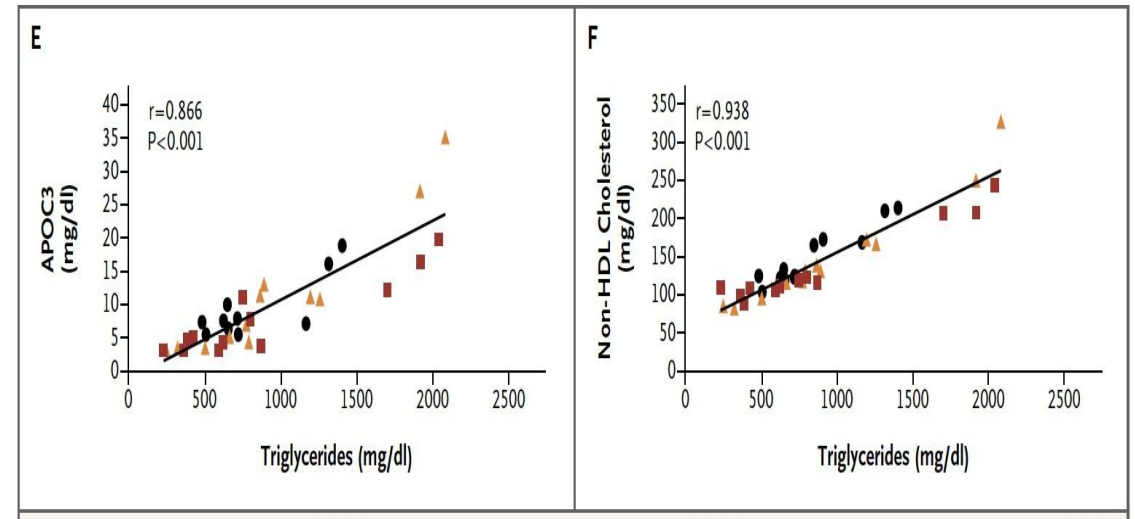 E
r=0.866
P<0.001
40
35
30
25
20
15
10
5
0
APOC3
(mg/dl)
0 500 1000 1500 2000 2500
Triglycerides (mg/dl)
F
r=0.938
P<0.001
350
300
250
200
150
100
50
0
Non-HDL Cholesterol
(mg/dl)
0 500 1000 1500 2000 2500
Triglycerides (mg/dl)